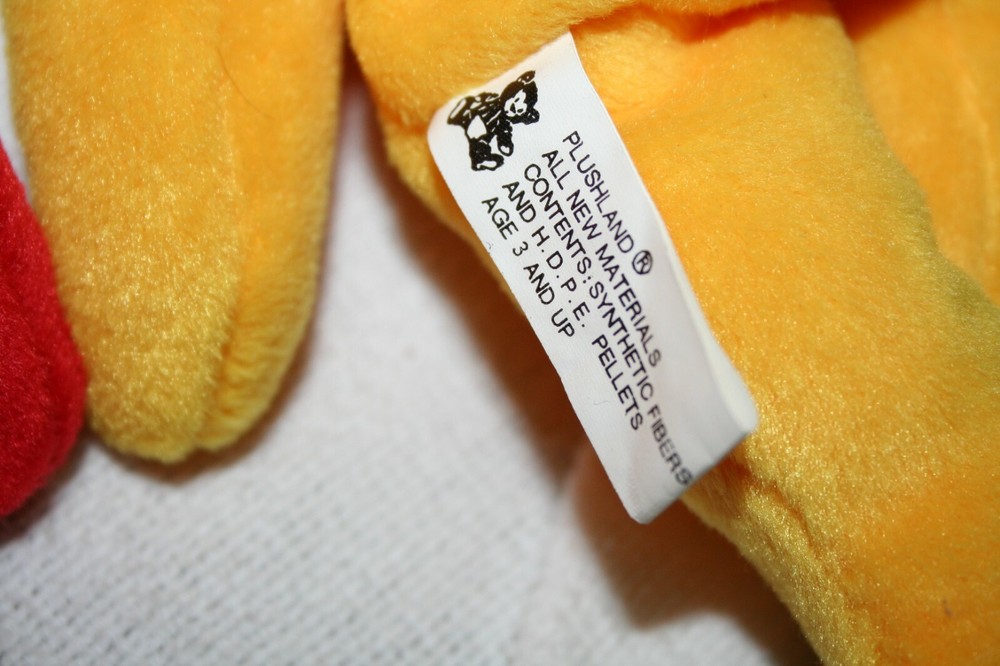 PLUSHLAND®
ALL NEW MATERIALS
CONTENTS:SYNTHETIC FIBERS
AND H.D.P.E. PELLETS
AGE 3 AND UP